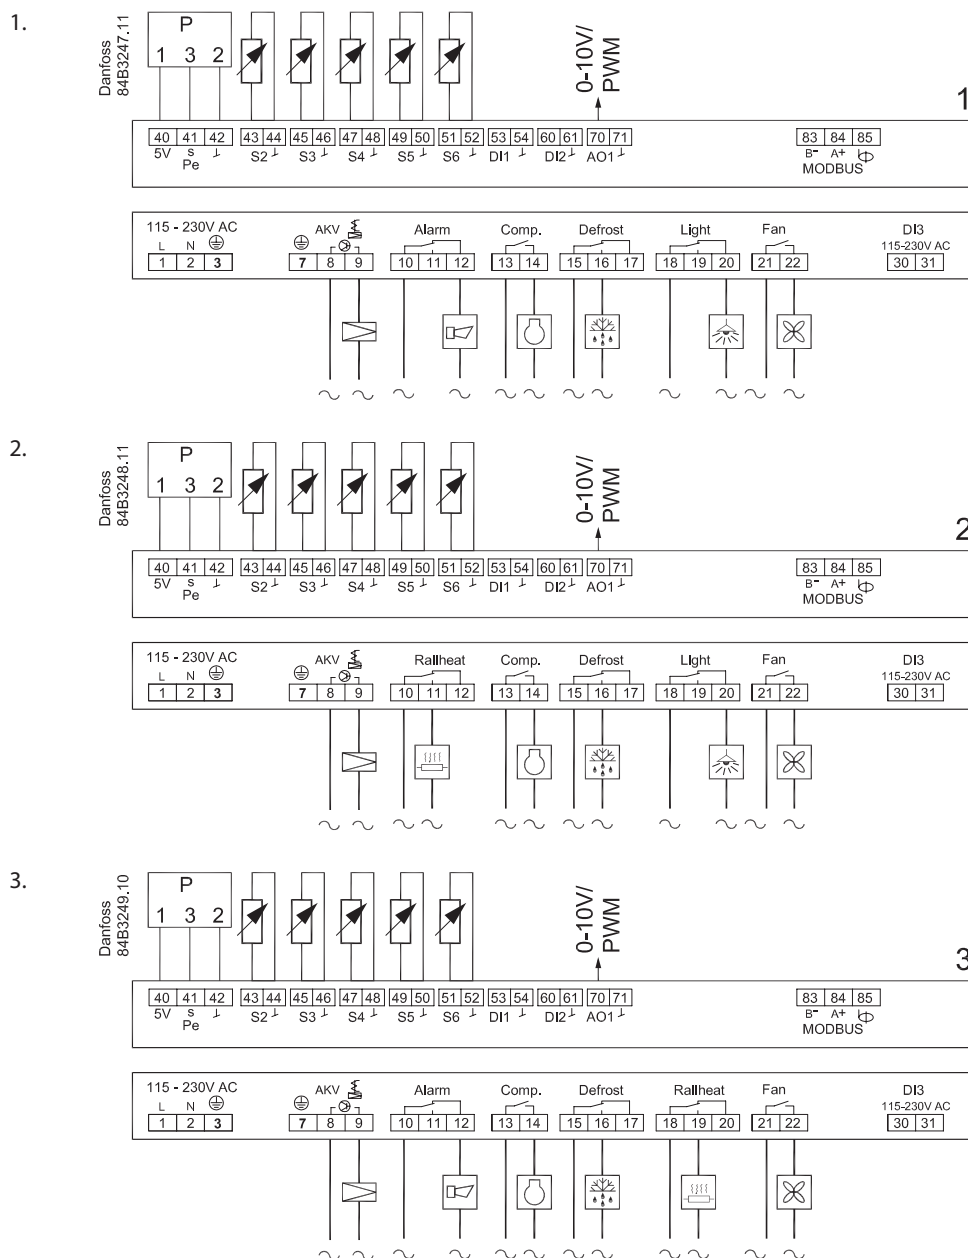 1.
Danfoss
84B3247.11
P
1 3 2
0-10V/
PWM
1
40 41 42 43 44 45 46 47 48 49 50 51 52 53 54 60 61 70 71 83 84 85
5V s S2 S3 S4 S5 S6 DI1 DI2 AO1 B- A+
Pe MODBUS
115 - 230V AC AKV Alarm Comp. Defrost Light Fan DI3
L N 115-230V AC
1 2 3 7 8 9 10 11 12 13 14 15 16 17 18 19 20 21 22 30 31
2.
Danfoss
84B3248.11
P
1 3 2
0-10V/
PWM
2
40 41 42 43 44 45 46 47 48 49 50 51 52 53 54 60 61 70 71 83 84 85
5V s S2 S3 S4 S5 S6 DI1 DI2 AO1 B- A+
Pe MODBUS
115 - 230V AC AKV Railheat Comp. Defrost Light Fan DI3
L N 115-230V AC
1 2 3 7 8 9 10 11 12 13 14 15 16 17 18 19 20 21 22 30 31
3.
Danfoss
84B3249.10
P
1 3 2
0-10V/
PWM
3
40 41 42 43 44 45 46 47 48 49 50 51 52 53 54 60 61 70 71 83 84 85
5V s S2 S3 S4 S5 S6 DI1 DI2 AO1 B- A+
Pe MODBUS
115 - 230V AC AKV Alarm Comp. Defrost Railheat Fan DI3
L N 115-230V AC
1 2 3 7 8 9 10 11 12 13 14 15 16 17 18 19 20 21 22 30 31